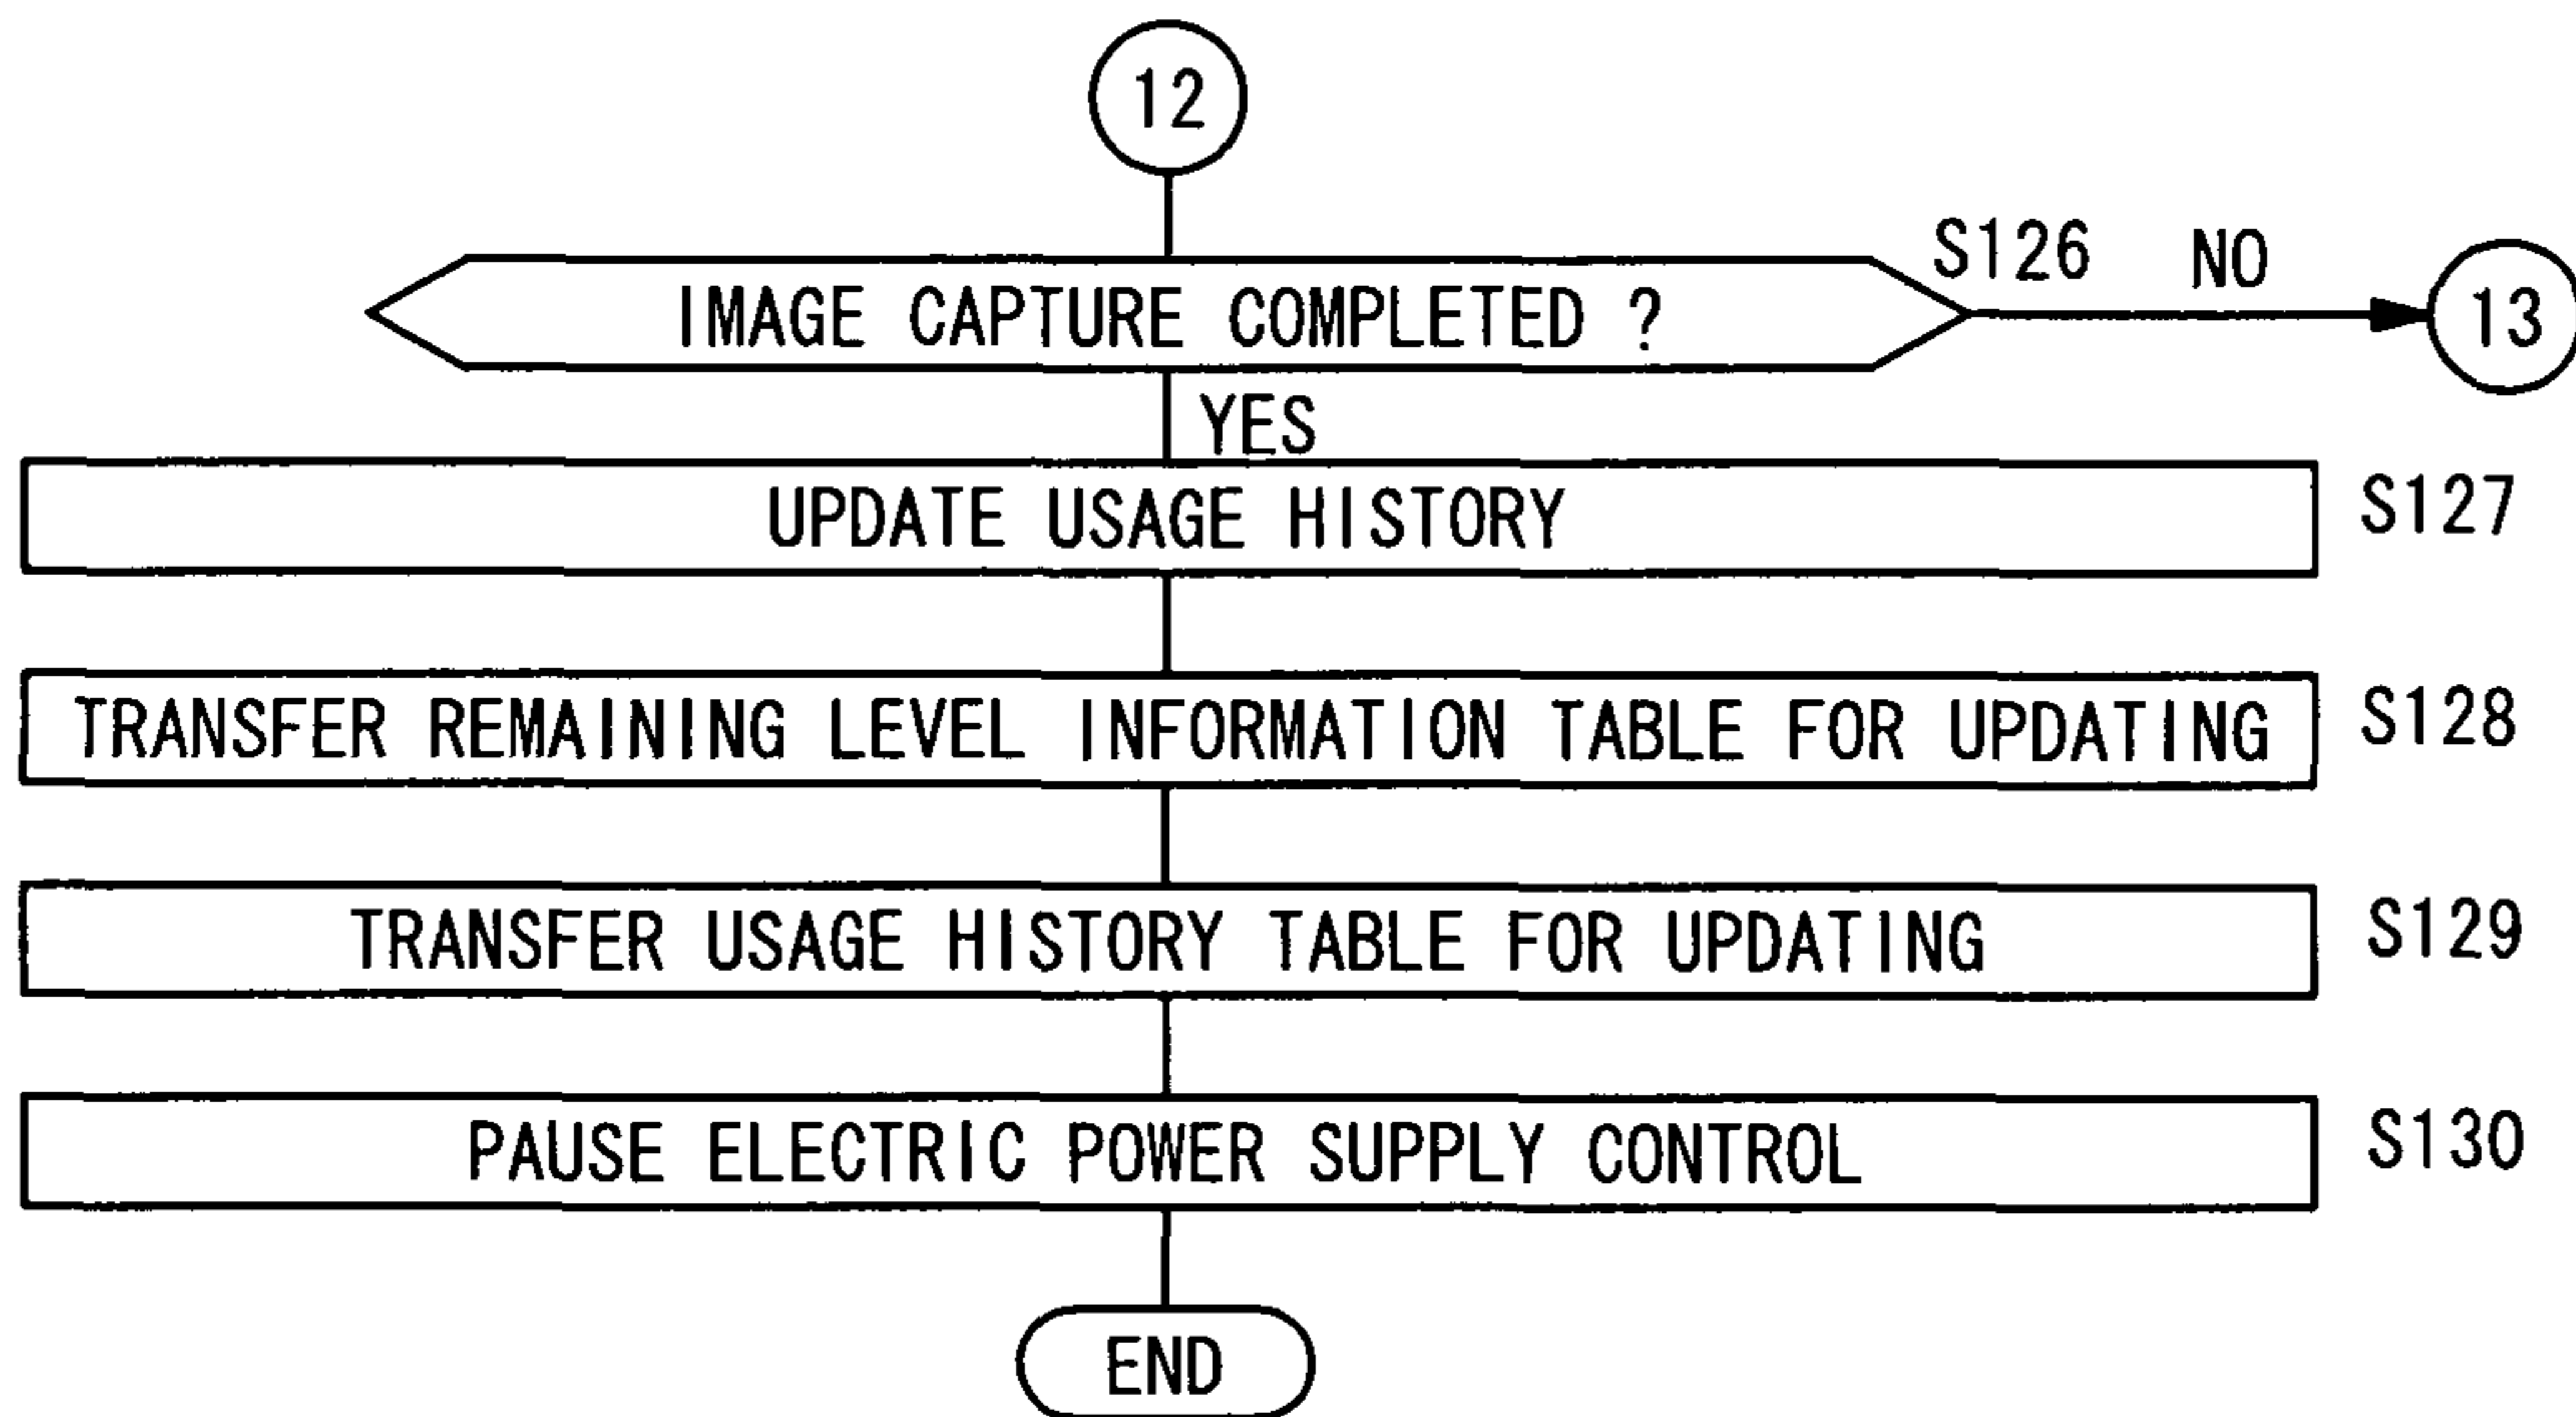 12
IMAGE CAPTURE COMPLETED ?
S126
NO
13
YES
UPDATE USAGE HISTORY
S127
TRANSFER REMAINING LEVEL INFORMATION TABLE FOR UPDATING
S128
TRANSFER USAGE HISTORY TABLE FOR UPDATING
S129
PAUSE ELECTRIC POWER SUPPLY CONTROL
S130
END